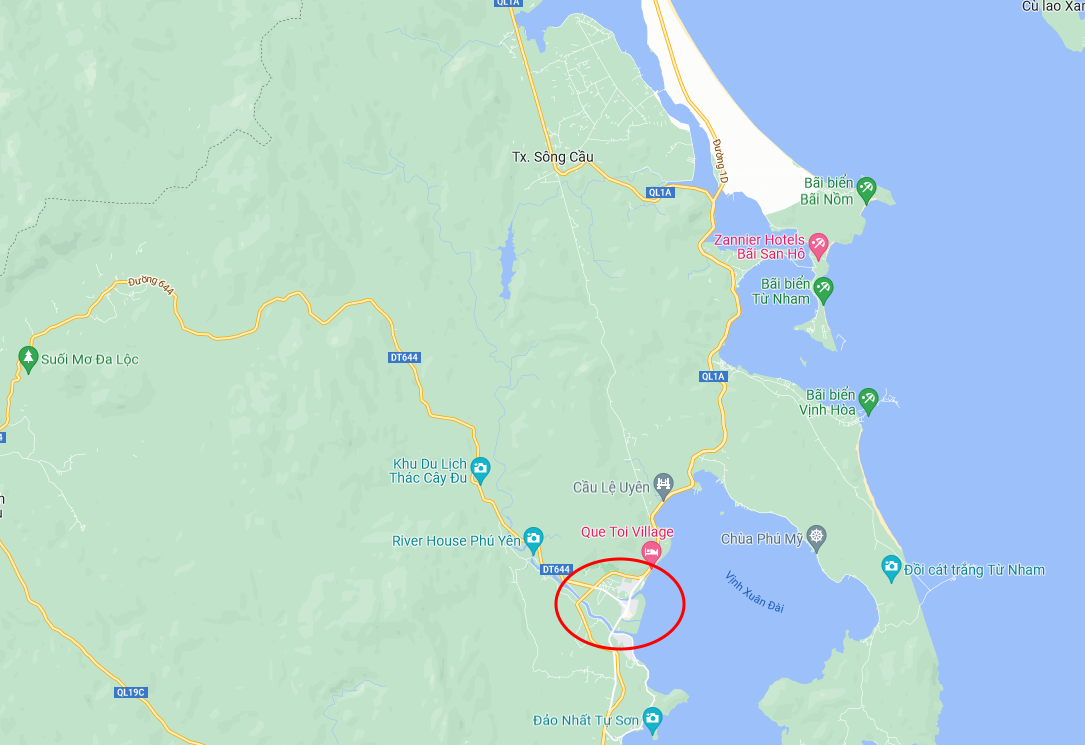 QL1A
Cù lao Xan
Tx. Sông Cầu
Đường 1D
QL1A
Bãi biển
Bãi Nồm
Zannier Hotels
Bãi San Hô
Bãi biển
Từ Nham
Đường 644
Suối Mơ Đa Lộc
DT644
QL1A
Bãi biển
Vịnh Hòa
4
Khu Du Lịch
Thác Cây Đu
Cầu Lệ Uyên
River House Phú Yên
Que Toi Village
Chùa Phú Mỹ
DT644
Vịnh Xuân Đài
Đồi cát trắng Từ Nham
QL19C
Đảo Nhất Tự Sơn